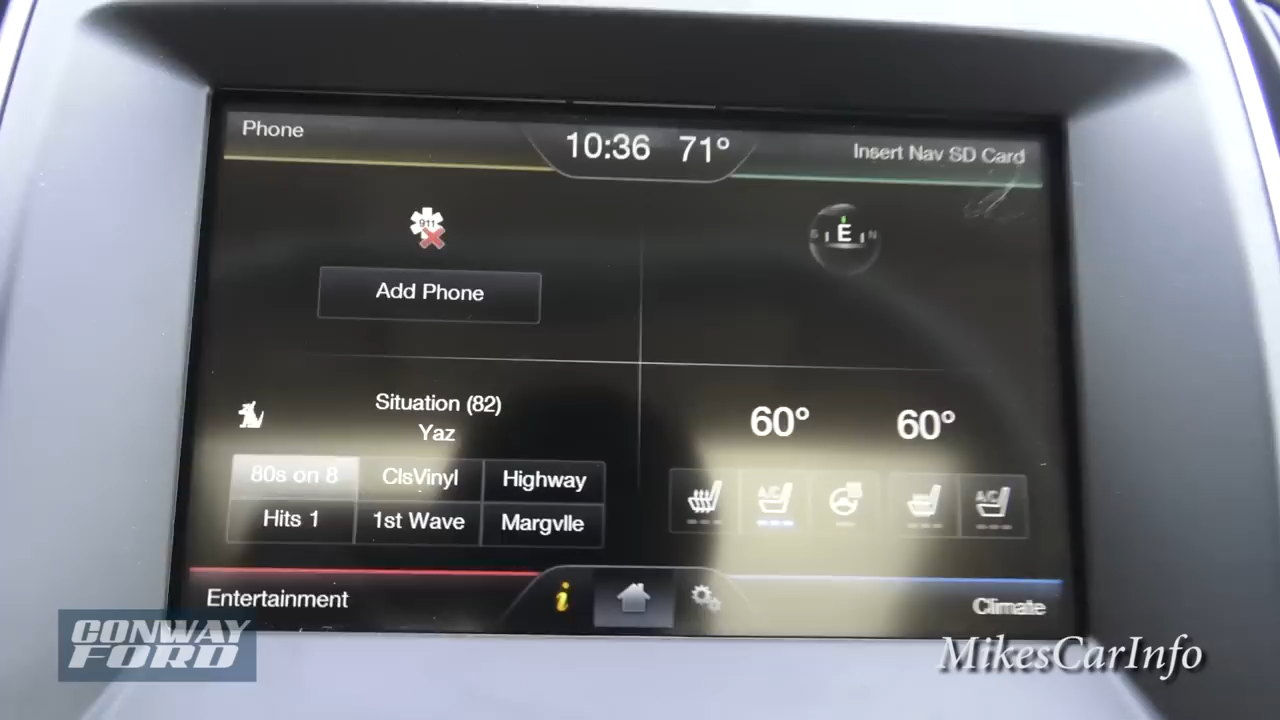 Phone
10:36 71°
Insert Nav SD Card
911
S E N
Add Phone
Situation (82)
Yaz
60° 60°
80s on 8 ClsVinyl Highway
Hits 1 1st Wave Margvlle
A/C A/C
i
Entertainment
Climate
CONWAY
FORD
MikesCarInfo